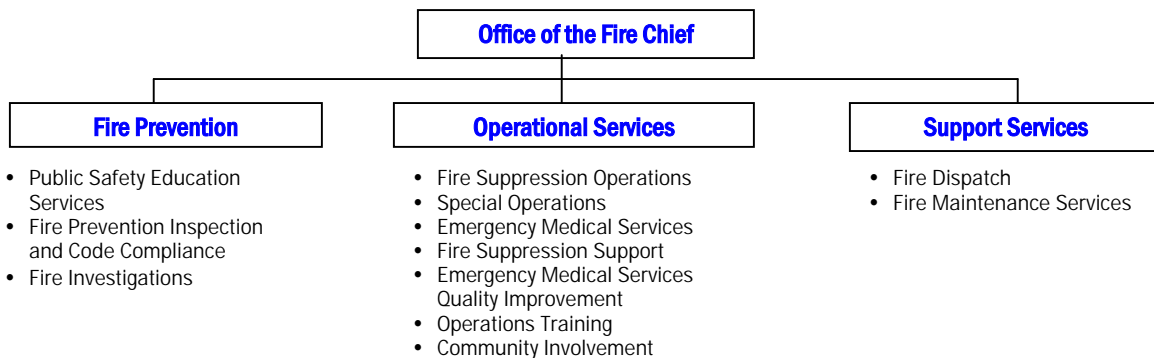 Office of the Fire Chief
Fire Prevention
• Public Safety Education
Services
• Fire Prevention Inspection
and Code Compliance
• Fire Investigations
Operational Services
• Fire Suppression Operations
• Special Operations
• Emergency Medical Services
• Fire Suppression Support
• Emergency Medical Services
Quality Improvement
• Operations Training
• Community Involvement
Support Services
• Fire Dispatch
• Fire Maintenance Services